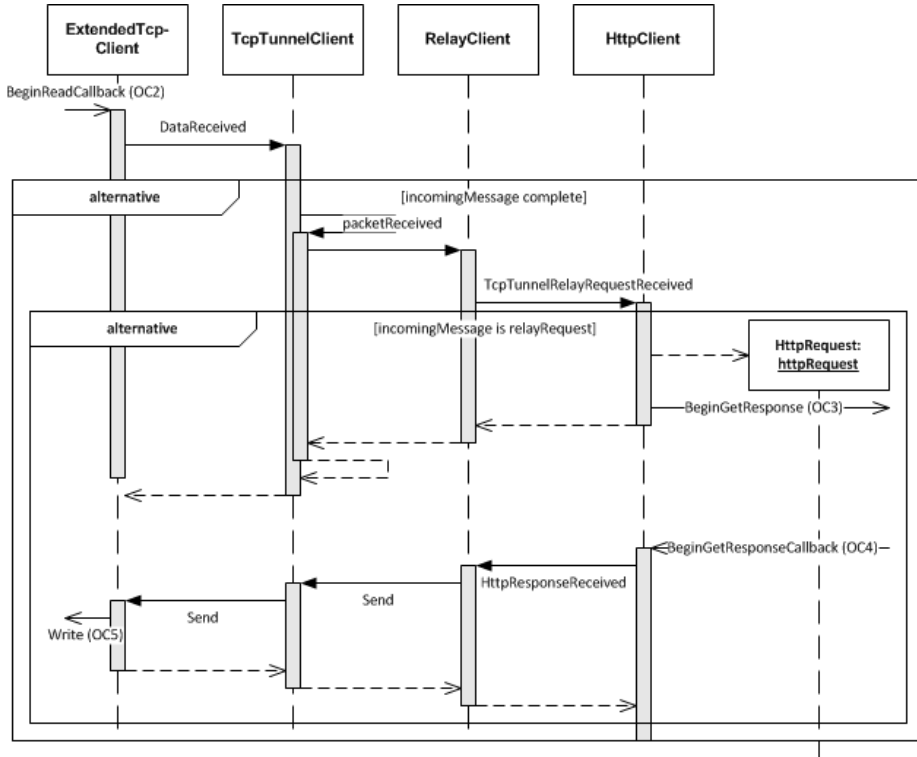 ExtendedTcp-
Client
TcpTunnelClient
RelayClient
HttpClient
BeginReadCallback (OC2)
DataReceived
alternative
[incomingMessage complete]
packetReceived
TcpTunnelRelayRequestReceived
alternative
[incomingMessage is relayRequest]
HttpRequest:
httpRequest
BeginGetResponse (OC3)
BeginGetResponseCallback (OC4)
HttpResponseReceived
Send
Send
Write (OC5)